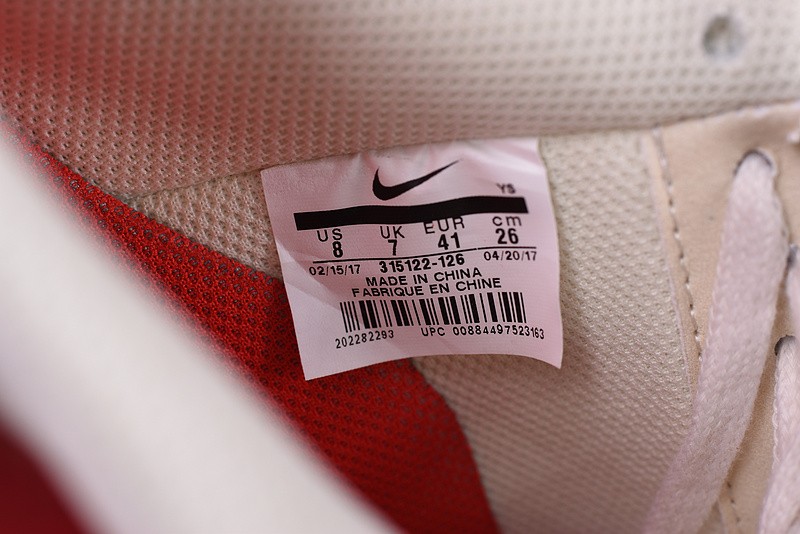 YS
US UK EUR cm
8 7 41 26
02/15/17 315122-126 04/20/17
MADE IN CHINA
FABRIQUE EN CHINE
202282293 UPC 00884497523163